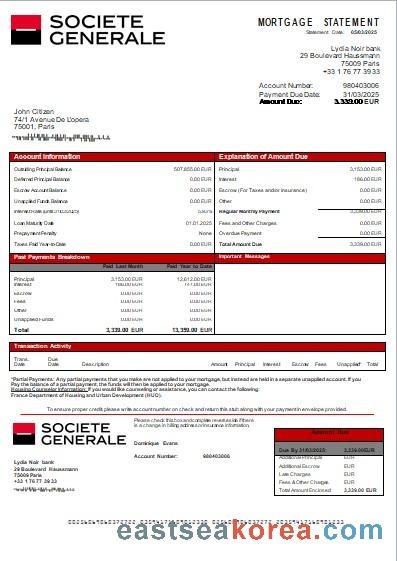 SOCIETE
GENERALE
MORTGAGE STATEMENT
Statement Date: 05/03/2025
Lydia Noir bank
29 Boulevard Haussmann
75009 Paris
+33 1 76 77 39 33
Account Number: 980403006
Payment Due Date: 31/03/2025
Amount Due: 3,339.00 EUR
John Citizen
74/1 Avenue De L'opera
75001, Paris
Account Information
Outstding Principal Balance 507,855.00 EUR
Deferred Principal Balance 0.00 EUR
Escrow Account Balance 0.00 EUR
Unapplied Funds Balance 0.00 EUR
Interest Rate
Loan Maturity Date 01.01.2025
Prepayment Penalty None
Taxes Paid Year-to-Date 0.00 EUR
Explanation of Amount Due
Principal 3,153.00 EUR
Interest 186.00 EUR
Escrow (For Taxes and/or Insurance) 0.00 EUR
Other 0.00 EUR
Regular Monthly Payment 3,339.00 EUR
Fees and Other Charges 0.00 EUR
Overdue Payment 0.00 EUR
Total Amount Due 3,339.00 EUR
Past Payments Breakdown
Paid Last Month Paid Year to Date
Principal 3,153.00 EUR 12,612.00 EUR
Interest 186.00 EUR
Escrow 0.00 EUR 0.00 EUR
Fees 0.00 EUR 0.00 EUR
Other 0.00 EUR 0.00 EUR
Unapplied Funds 0.00 EUR 0.00 EUR
Total 3,339.00 EUR 13,359.00 EUR
Important Messages
Transaction Activity
Trans. Date Due Date Description Amount Principal Interest Escrow Fees Unapplied* Total
*Partial Payments: Any partial payments that you make are not applied to your mortgage, but instead are held in a separate unapplied account. If you
Pay the balance of a partial payment, the funds will then be applied to your mortgage.
Housing Counselor Information: If you would like counseling or assistance, you can contact the following:
France Department of Housing and Urban Development (HUD).
To ensure proper credit please write account number on check and return this stub along with your payment in envelope provided.
SOCIETE
GENERALE
Please check this box and complete reverse side if there
is a change in billing address or insurance information
Dominique Evans
Account Number: 980403006
Lydia Noir bank
29 Boulevard Haussmann
75009 Paris
+33 1 76 77 39 33
Amount Due
Due By 31/03/2025: 3,339.00 EUR
Additional Principal EUR
Additional Escrow EUR
Late Charges EUR
Fees & Other Charges EUR
Total Amount Enclosed 3,339.00 EUR
eastseakorea.com